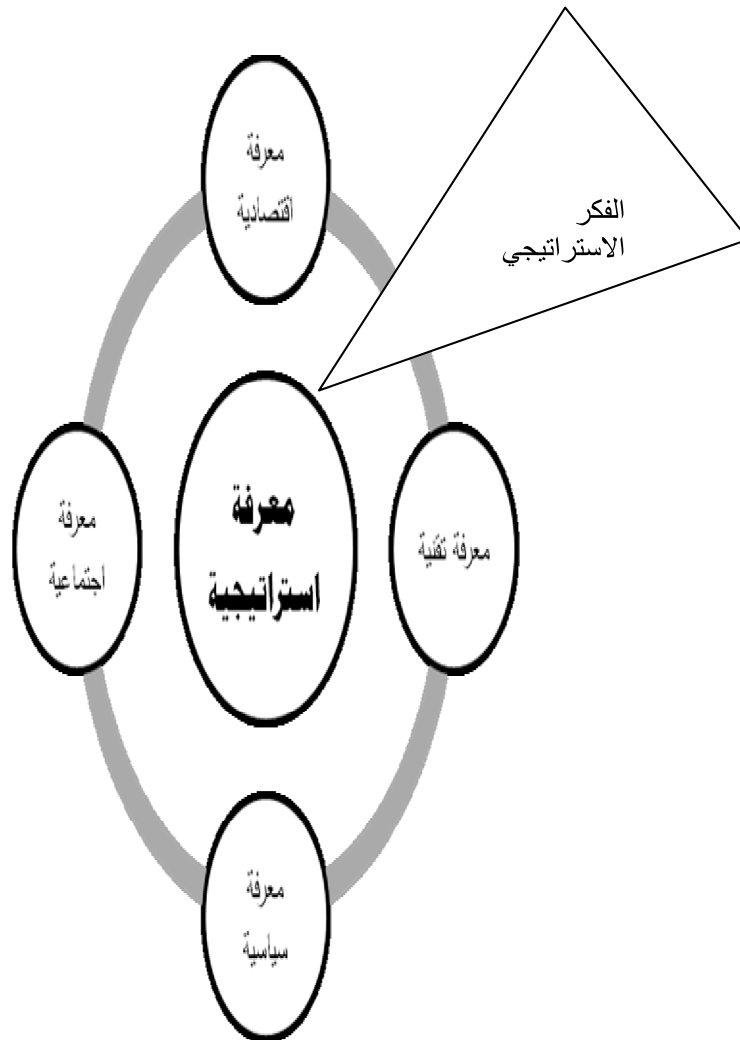 معرفة
اقتصادية
الفكر
الاستراتيجي
معرفة
استراتيجية
معرفة تقنية
معرفة
اجتماعية
معرفة
سياسية